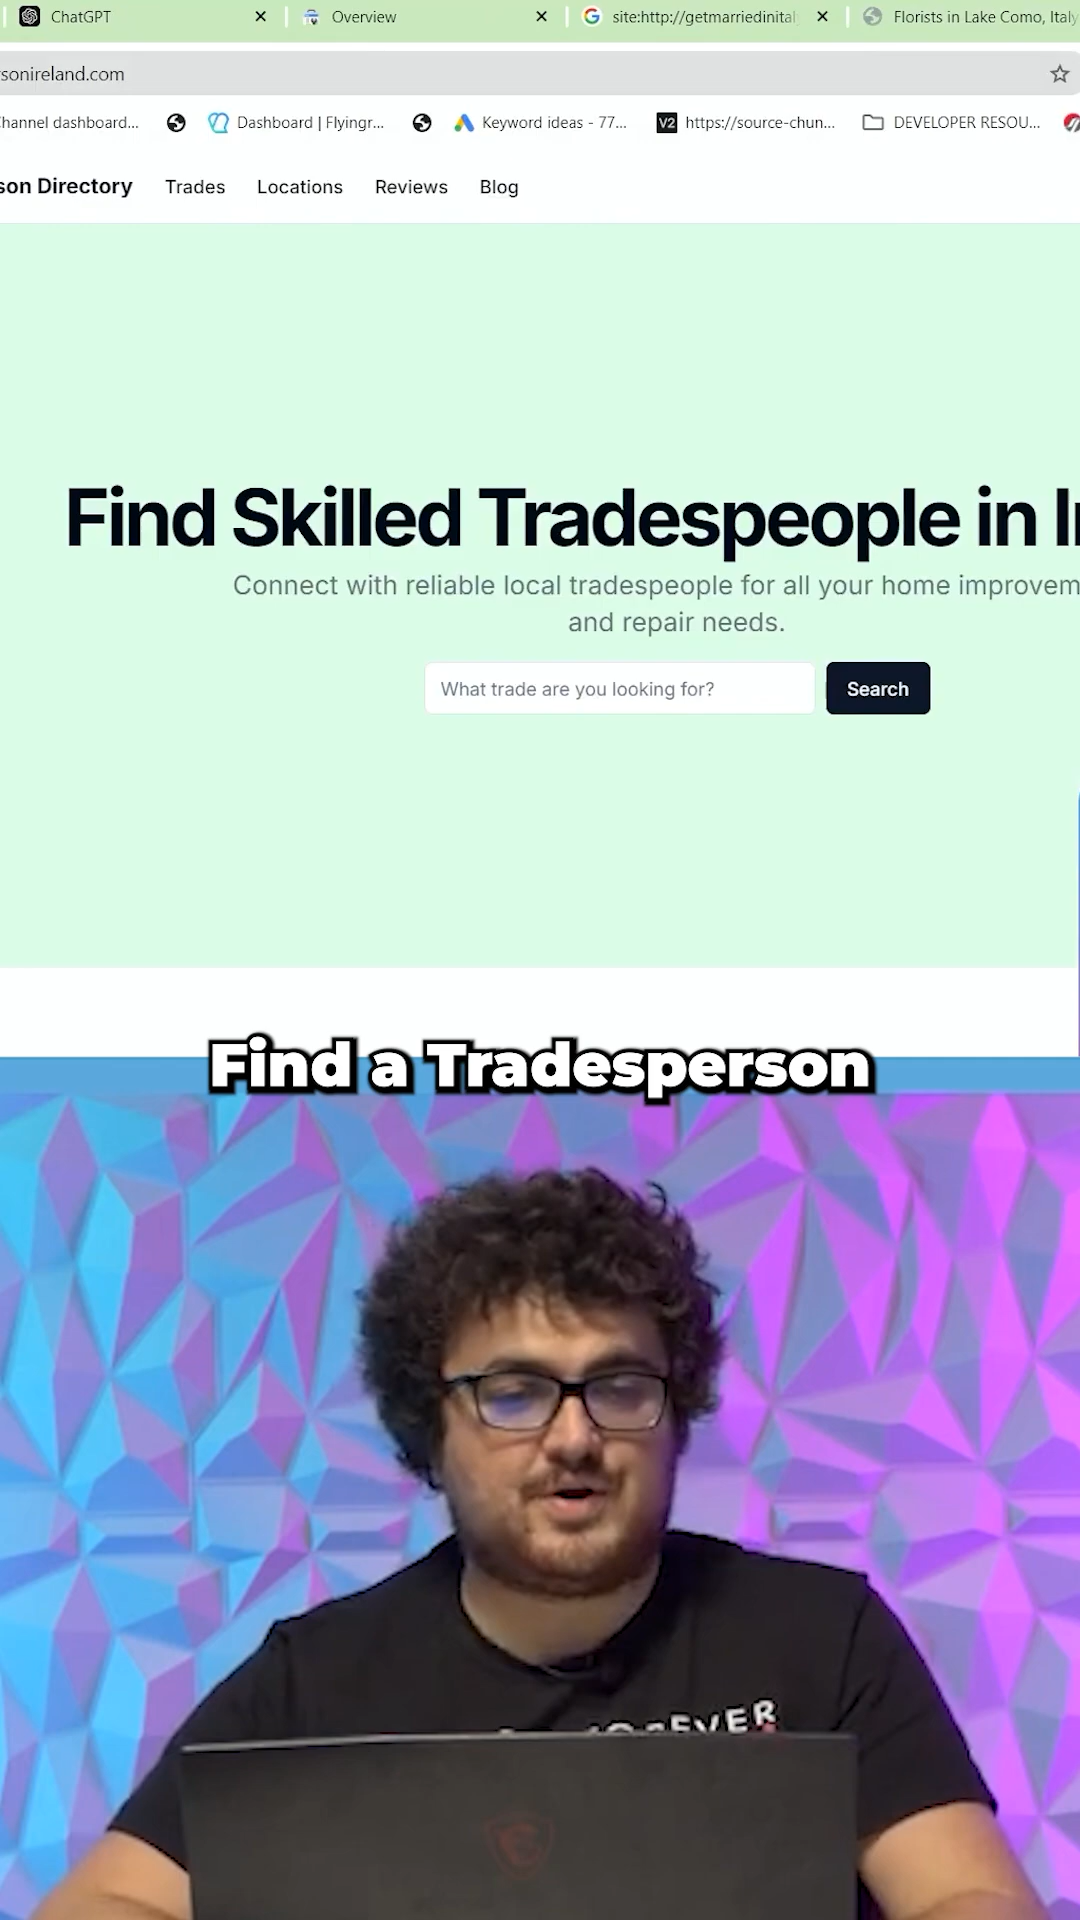 ChatGPT
Overview
site:http://getmarriedinital
Florists in Lake Como, Italy
sonireland.com
hannel dashboard...
Dashboard | Flyingr...
Keyword ideas - 77...
V2
https://source-chun...
DEVELOPER RESOU...
son Directory
Trades
Locations
Reviews
Blog
Find Skilled Tradespeople in I
Connect with reliable local tradespeople for all your home improvem
and repair needs.
What trade are you looking for?
Search
Find a Tradesperson